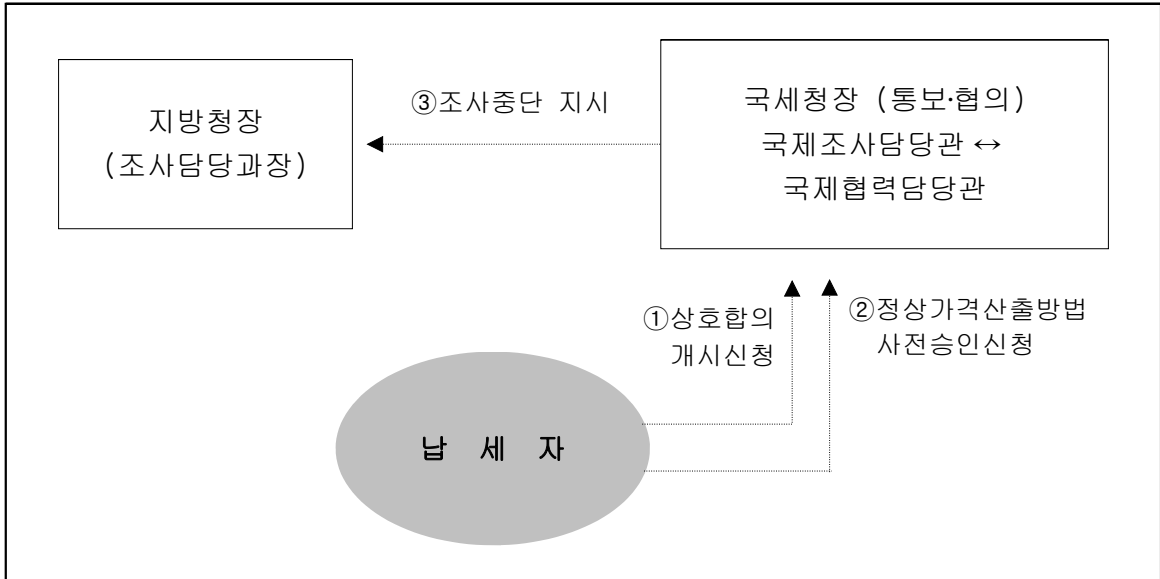 지방청장
(조사담당과장)
③조사중단 지시
국세청장 (통보·협의)
국제조사담당관 ↔
국제협력담당관
①상호합의
개시신청
②정상가격산출방법
사전승인신청
납 세 자